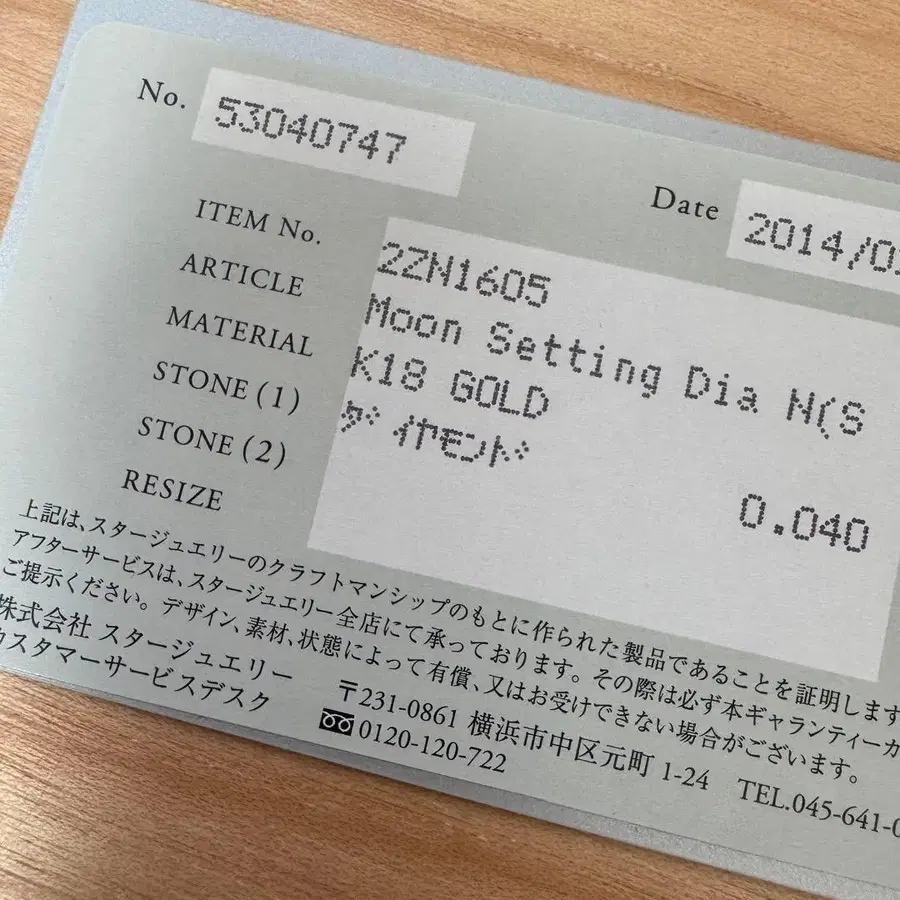 No. 53040747
Date 2014/0
ITEM No. 2ZN1605
ARTICLE Moon Setting Dia N(S
MATERIAL K18 GOLD
STONE (1) ダイヤモンド 0.040
STONE (2)
RESIZE
上記は、スタージュエリーのクラフトマンシップのもとに作られた製品であることを証明します
アフターサービスは、スタージュエリー全店にて承っております。その際は必ず本ギャランティーカ
ご提示ください。デザイン、素材、状態によって有償、又はお受けできない場合がございます。
株式会社 スタージュエリー 〒231-0861 横浜市中区元町 1-24 TEL.045-641-0
カスタマーサービスデスク 0120-120-722